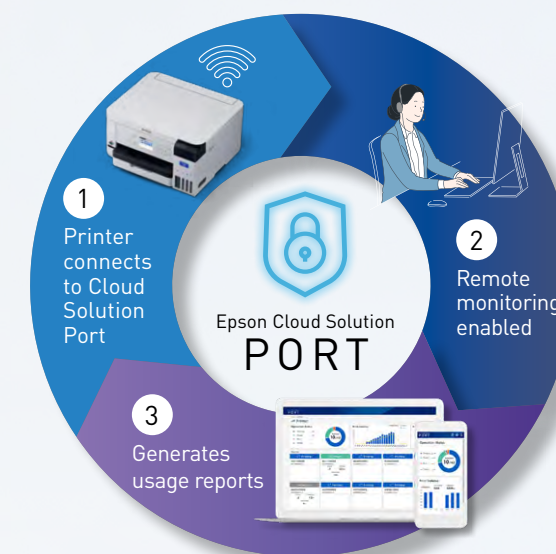 1
Printer
connects
to Cloud
Solution
Port
2
Remote
monitoring
enabled
Epson Cloud Solution
PORT
3
Generates
usage reports